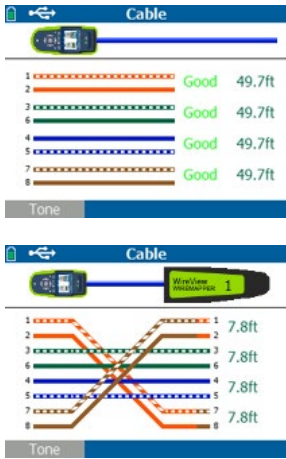 Cable
1
2 Good 49.7ft
3
6 Good 49.7ft
4
5 Good 49.7ft
7
8 Good 49.7ft
Tone
Cable
WireView
WIREMAPPER 1
1 1
2 2 7.8ft
3 3
6 6 7.8ft
4 4
5 5 7.8ft
7 7
8 8 7.8ft
Tone